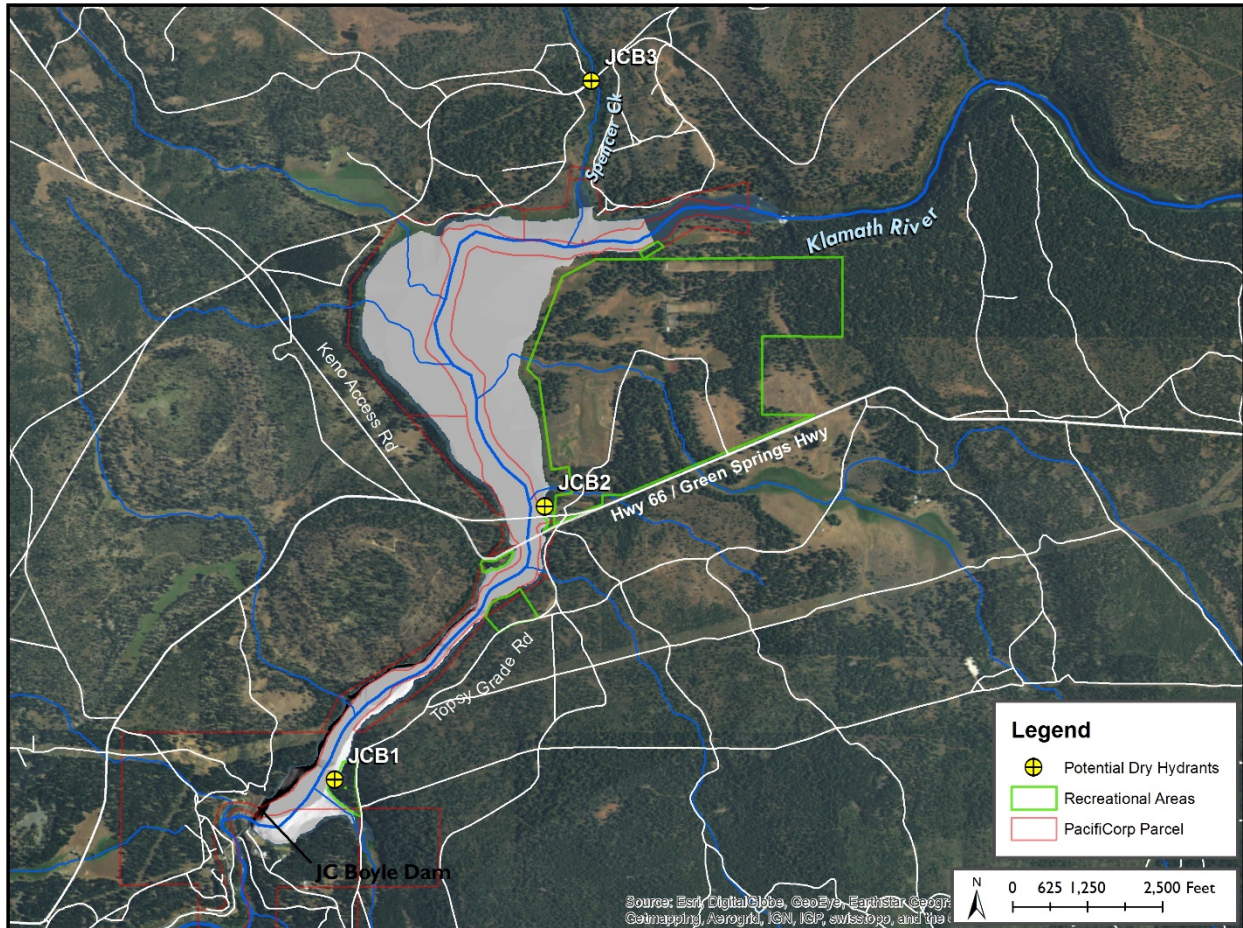 JCB3
Spencer Ck
Klamath River
Keno Access Rd
JCB2
Hwy 66 / Green Springs Hwy
Topsy Grade Rd
JCB1
JC Boyle Dam
Legend
Potential Dry Hydrants
Recreational Areas
PacifiCorp Parcel
N
0 625 1,250 2,500 Feet
Source: Esri, DigitalGlobe, GeoEye, Earthstar Geogra
Getmapping, Aerogrid, IGN, IGP, swisstopo, and the